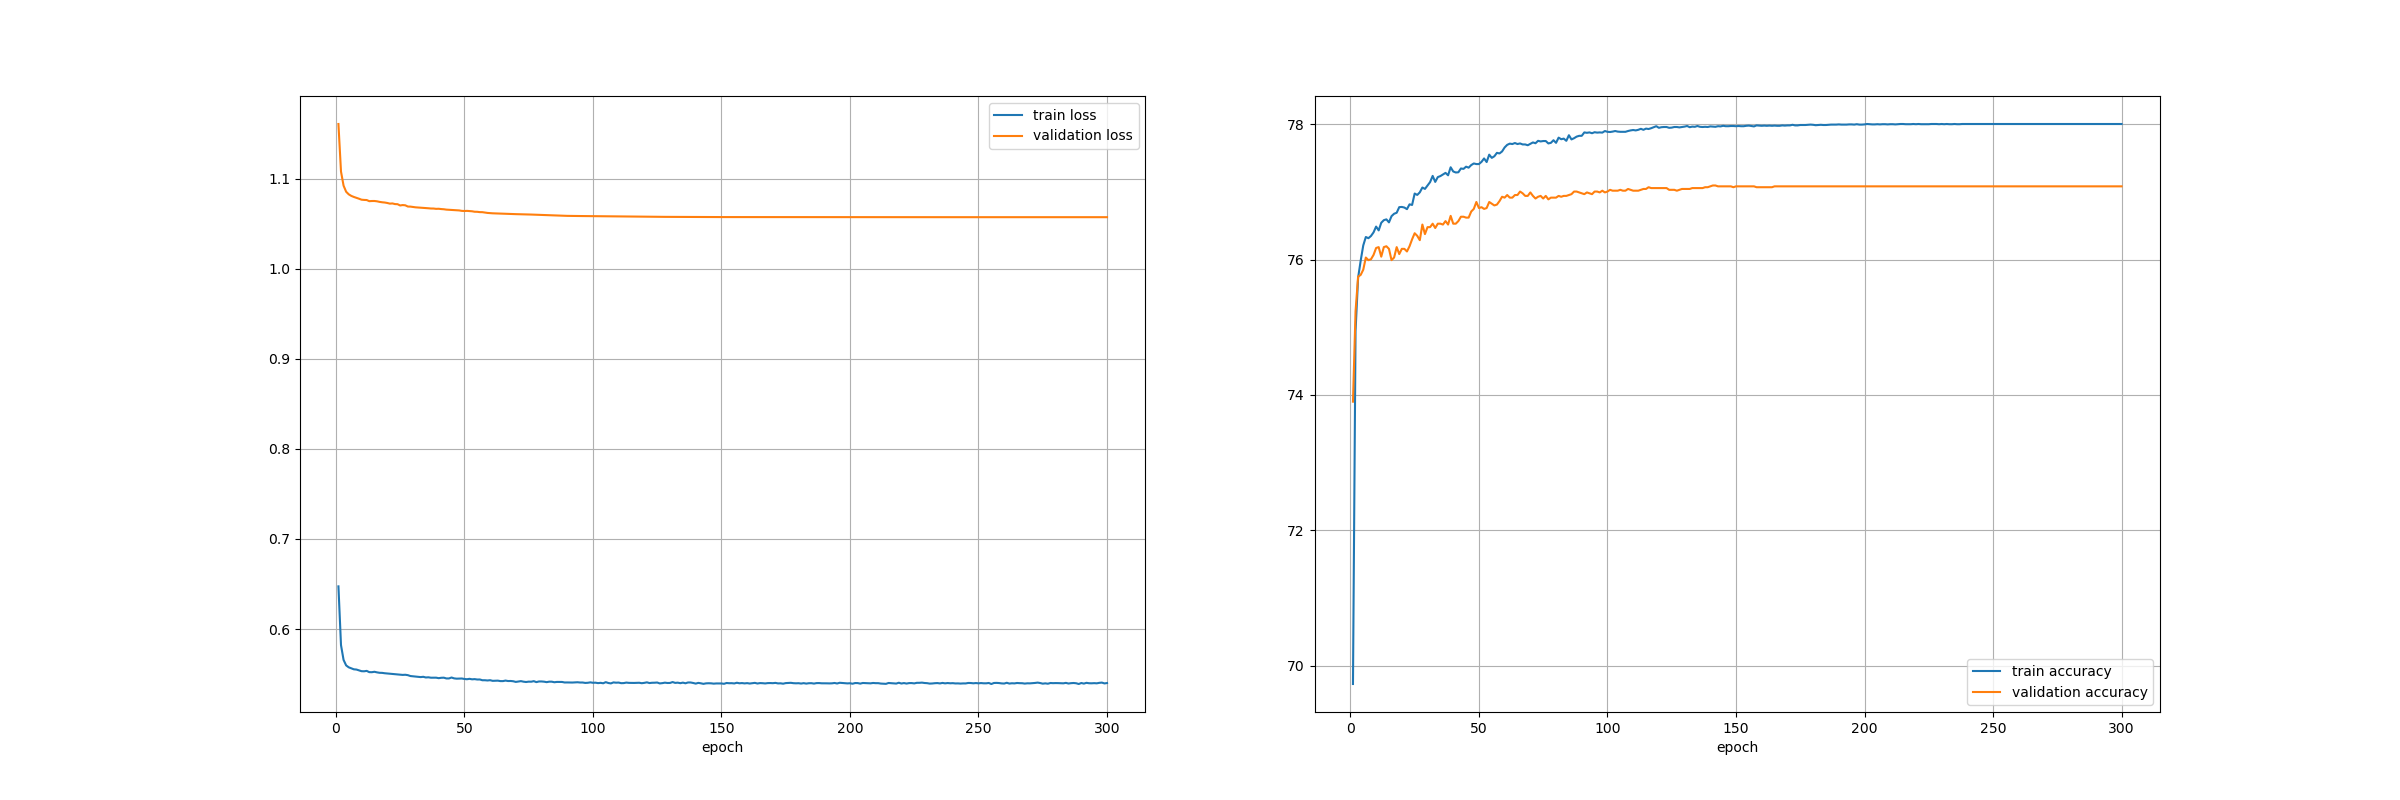 train loss
validation loss
1.1
1.0
0.9
0.8
0.7
0.6
0 50 100 150 200 250 300
epoch
78
76
74
72
70
train accuracy
validation accuracy
0 50 100 150 200 250 300
epoch